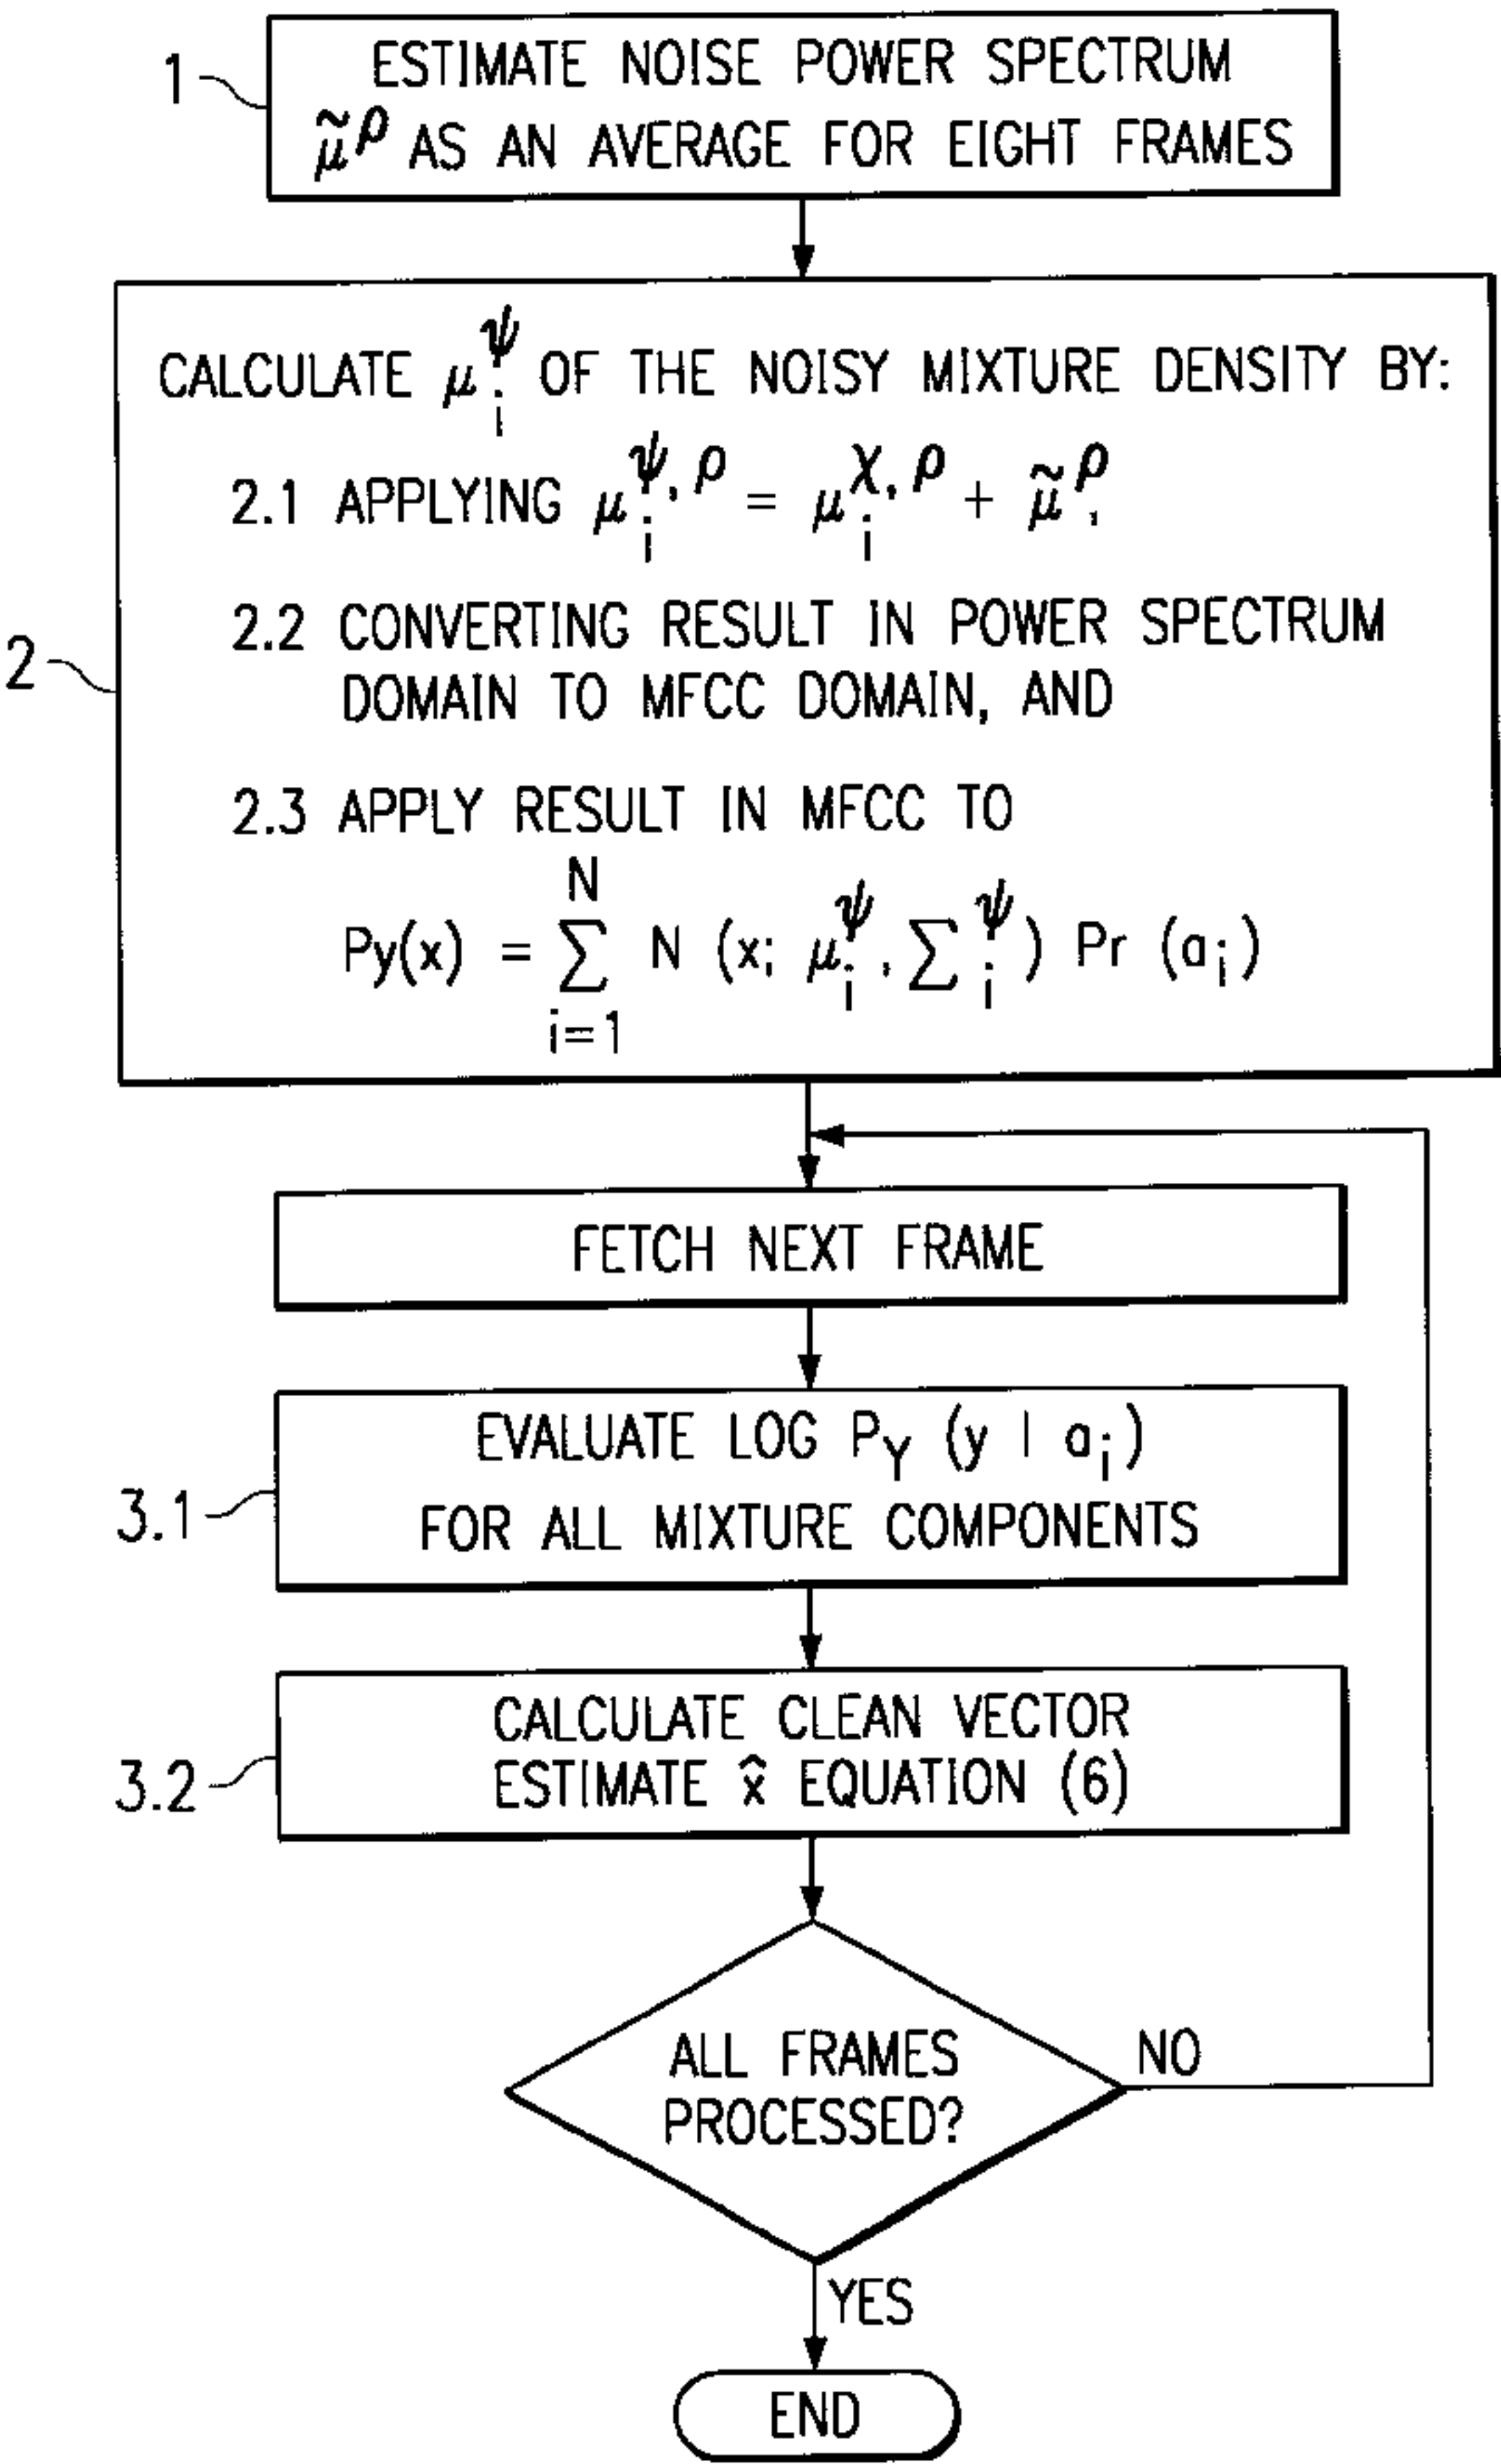 1
ESTIMATE NOISE POWER SPECTRUM
μ̃^ρ AS AN AVERAGE FOR EIGHT FRAMES
2
CALCULATE μ_i^ψ OF THE NOISY MIXTURE DENSITY BY:
2.1 APPLYING μ_i^ψ,ρ = μ_i^χ,ρ + μ̃^ρ,
2.2 CONVERTING RESULT IN POWER SPECTRUM
DOMAIN TO MFCC DOMAIN, AND
2.3 APPLY RESULT IN MFCC TO
N
Py(x) = ∑ N (x; μ_i^ψ, ∑_i^ψ) Pr (a_i)
i=1
FETCH NEXT FRAME
3.1
EVALUATE LOG P_Y (y | a_i)
FOR ALL MIXTURE COMPONENTS
3.2
CALCULATE CLEAN VECTOR
ESTIMATE x̂ EQUATION (6)
ALL FRAMES
PROCESSED?
NO
YES
END